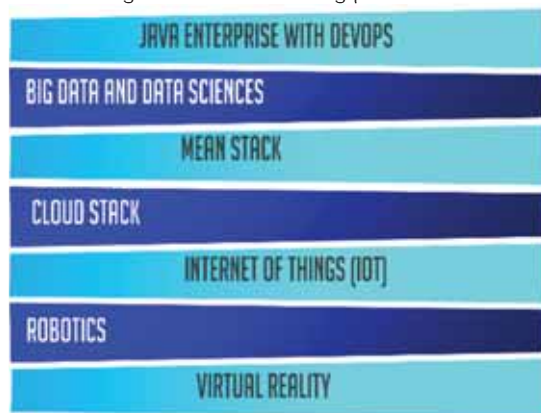 JAVA ENTERPRISE WITH DEVOPS
BIG DATA AND DATA SCIENCES
MEAN STACK
CLOUD STACK
INTERNET OF THINGS (IOT)
ROBOTICS
VIRTUAL REALITY